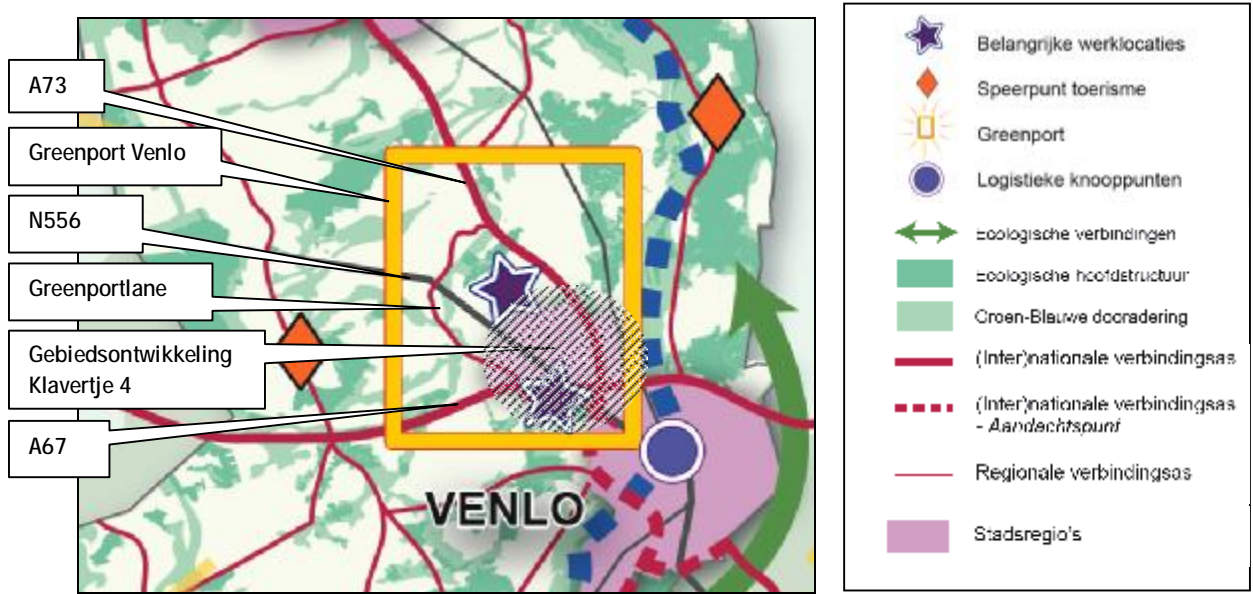 A73
Greenport Venlo
N556
Greenportlane
Gebiedsontwikkeling
Klavertje 4
A67
VENLO
Belangrijke werklocaties
Speerpunt toerisme
Greenport
Logistieke knooppunten
Ecologische verbindingen
Ecologische hoofdstructuur
Groen-Blauwe dooradering
(Inter)nationale verbindingsas
(Inter)nationale verbindingsas
- Aandachtspunt
Regionale verbindingsas
Stadsregio's